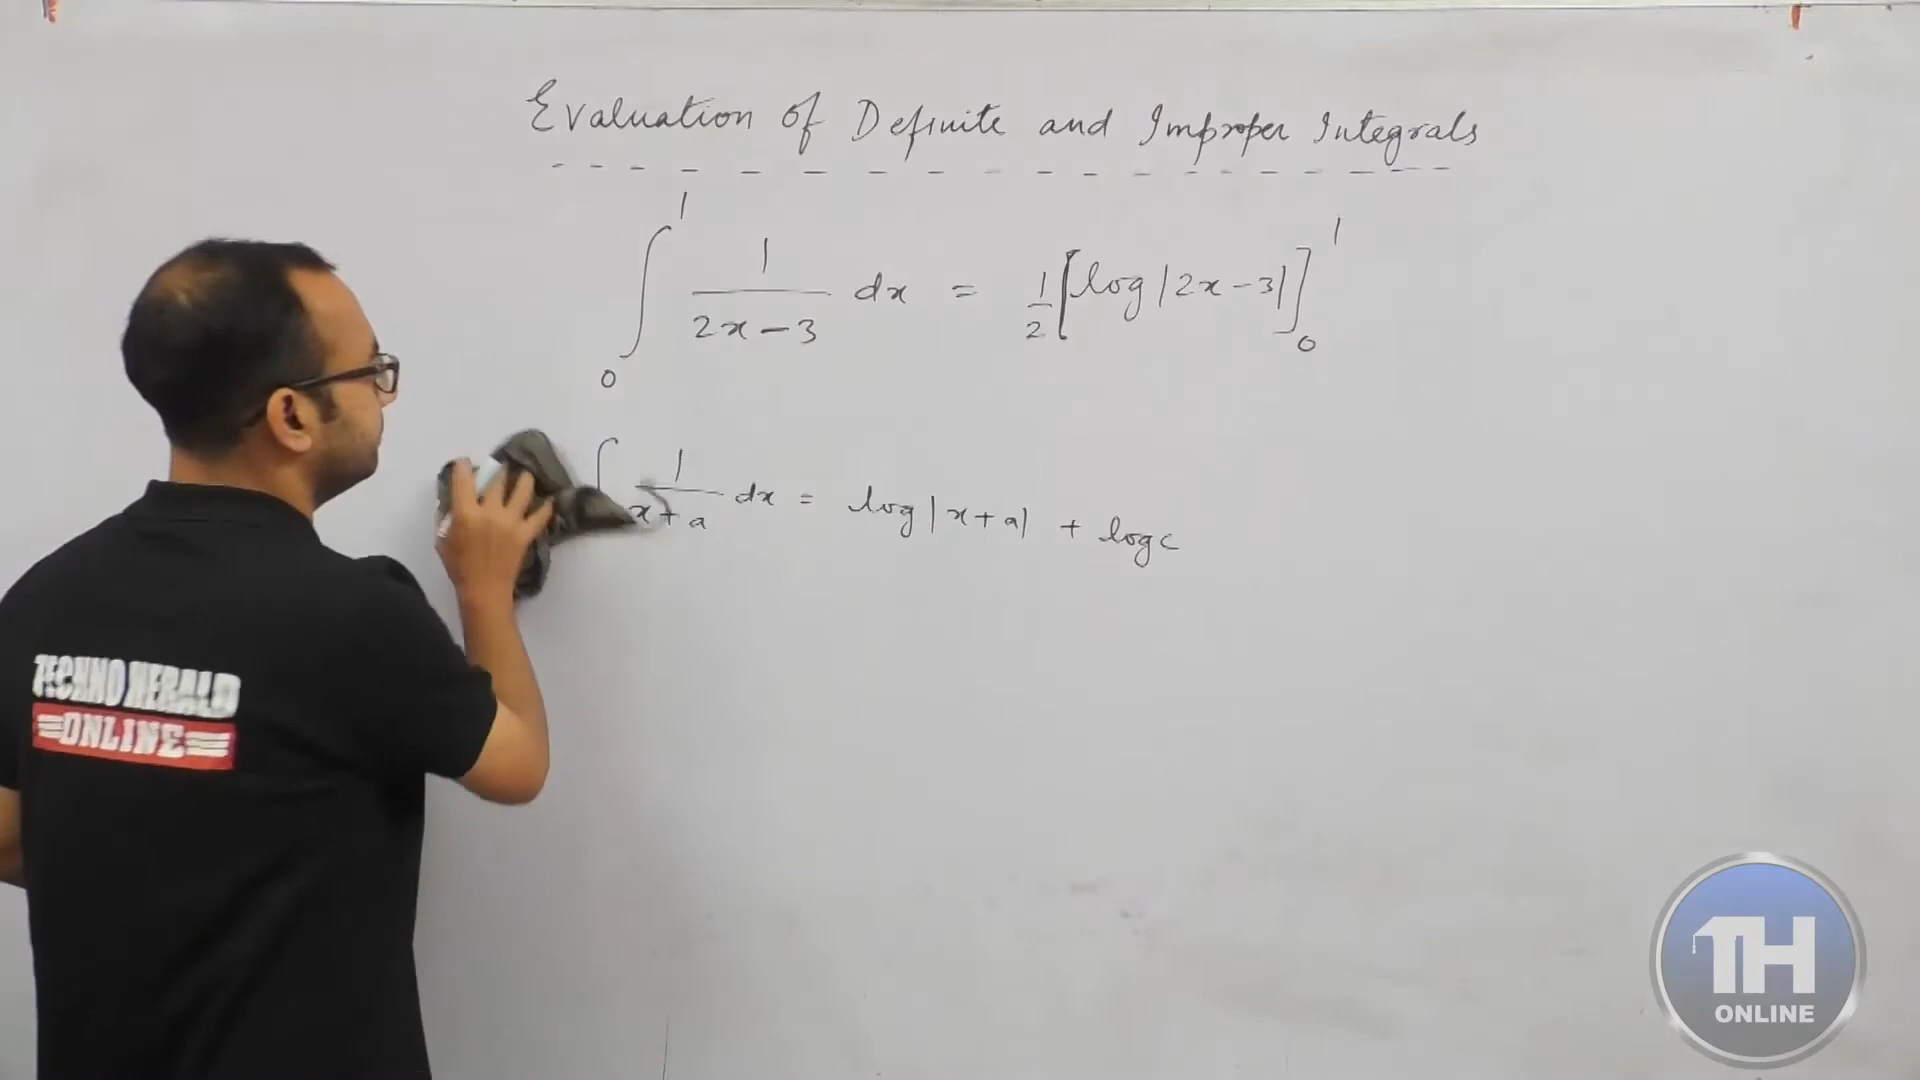 Evaluation of Definite and Improper Integrals
∫₀¹ 1/(2x-3) dx = 1/2 [log|2x-3|]₀¹
∫ 1/(x+a) dx = log|x+a| + log c
TECHNO HERALD
ONLINE
TH
ONLINE